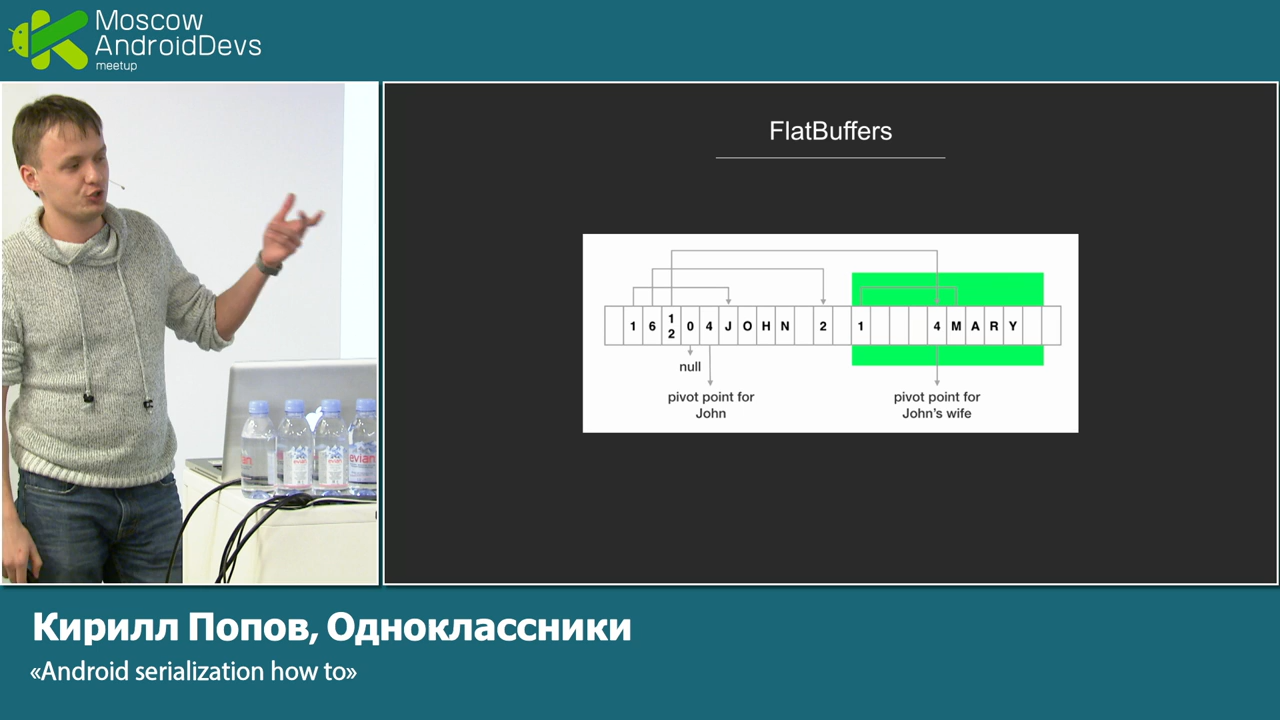 Moscow
AndroidDevs
meetup
FlatBuffers
1 6 1 2 0 4 J O H N 2 1 4 M A R Y
null
pivot point for
John
pivot point for
John's wife
evian
Кирилл Попов, Одноклассники
«Android serialization how to»